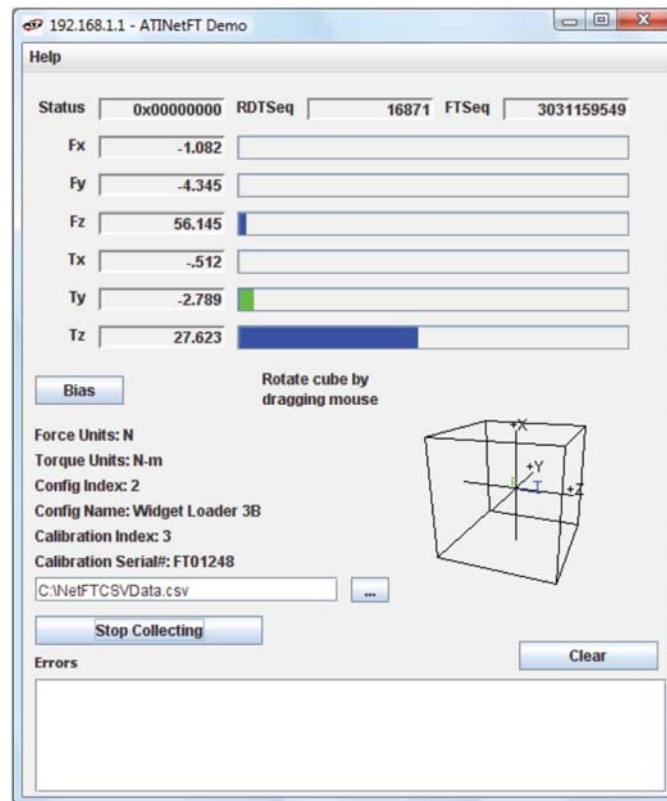 192.168.1.1 - ATINetFT Demo
Help
Status 0x00000000 RDTSeq 16871 FTSeq 3031159549
Fx -1.082
Fy -4.345
Fz 56.145
Tx -.512
Ty -2.789
Tz 27.623
Bias
Rotate cube by
dragging mouse
Force Units: N
Torque Units: N-m
Config Index: 2
Config Name: Widget Loader 3B
Calibration Index: 3
Calibration Serial#: FT01248
+X
+Y
+Z
F
T
C:\NetFTCSVData.csv ...
Stop Collecting
Clear
Errors